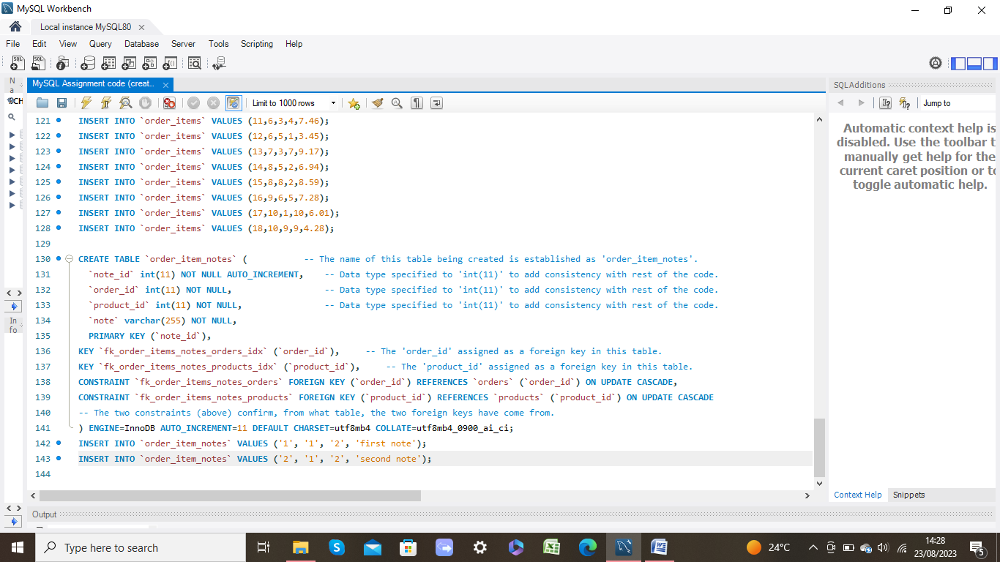 MySQL Workbench
Local instance MySQL80
File Edit View Query Database Server Tools Scripting Help
N
a
MySQL Assignment code (creat...
SQLAdditions
Limit to 1000 rows
Jump to
121 INSERT INTO `order_items` VALUES (11,6,3,4,7.46);
122 INSERT INTO `order_items` VALUES (12,6,5,1,3.45);
123 INSERT INTO `order_items` VALUES (13,7,3,7,9.17);
124 INSERT INTO `order_items` VALUES (14,8,5,2,6.94);
125 INSERT INTO `order_items` VALUES (15,8,8,2,8.59);
126 INSERT INTO `order_items` VALUES (16,9,6,5,7.28);
127 INSERT INTO `order_items` VALUES (17,10,1,10,6.01);
128 INSERT INTO `order_items` VALUES (18,10,9,9,4.28);
129
130 CREATE TABLE `order_item_notes` ( -- The name of this table being created is established as 'order_item_notes'.
131 `note_id` int(11) NOT NULL AUTO_INCREMENT, -- Data type specified to 'int(11)' to add consistency with rest of the code.
132 `order_id` int(11) NOT NULL, -- Data type specified to 'int(11)' to add consistency with rest of the code.
133 `product_id` int(11) NOT NULL, -- Data type specified to 'int(11)' to add consistency with rest of the code.
134 `note` varchar(255) NOT NULL,
135 PRIMARY KEY (`note_id`),
136 KEY `fk_order_items_notes_orders_idx` (`order_id`), -- The 'order_id' assigned as a foreign key in this table.
137 KEY `fk_order_items_notes_products_idx` (`product_id`), -- The 'product_id' assigned as a foreign key in this table.
138 CONSTRAINT `fk_order_items_notes_orders` FOREIGN KEY (`order_id`) REFERENCES `orders` (`order_id`) ON UPDATE CASCADE,
139 CONSTRAINT `fk_order_items_notes_products` FOREIGN KEY (`product_id`) REFERENCES `products` (`product_id`) ON UPDATE CASCADE
140 -- The two constraints (above) confirm, from what table, the two foreign keys have come from.
141 ) ENGINE=InnoDB AUTO_INCREMENT=11 DEFAULT CHARSET=utf8mb4 COLLATE=utf8mb4_0900_ai_ci;
142 INSERT INTO `order_item_notes` VALUES ('1', '1', '2', 'first note');
143 INSERT INTO `order_item_notes` VALUES ('2', '1', '2', 'second note');
144
Automatic context help is
disabled. Use the toolbar t
manually get help for the
current caret position or to
toggle automatic help.
In
fo
Context Help Snippets
Output
Type here to search
24°C
14:28
23/08/2023
5